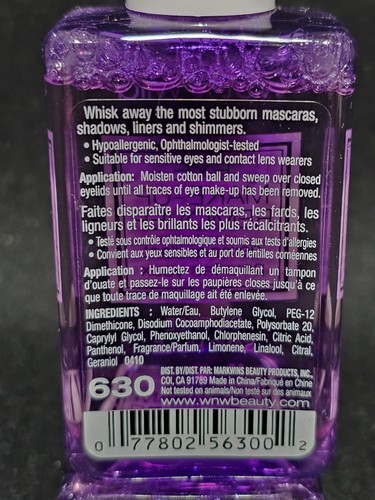 Whisk away the most stubborn mascaras,
shadows, liners and shimmers.
• Hypoallergenic, Ophthalmologist-tested
• Suitable for sensitive eyes and contact lens wearers
Application: Moisten cotton ball and sweep over closed
eyelids until all traces of eye make-up has been removed.
Faites disparaître les mascaras, les fards, les
ligneurs et les brillants les plus récalcitrants.
• Testé sous contrôle ophtalmologique et soumis aux tests d'allergies
• Convient aux yeux sensibles et au port de lentilles cornéennes
Application : Humectez de démaquillant un tampon
d'ouate et passez-le sur les paupières closes jusqu'à ce
que toute trace de maquillage ait été enlevée.
INGREDIENTS : Water/Eau, Butylene Glycol, PEG-12
Dimethicone, Disodium Cocoamphodiacetate, Polysorbate 20,
Caprylyl Glycol, Phenoxyethanol, Chlorphenesin, Citric Acid,
Panthenol, Fragrance/Parfum, Limonene, Linalool, Citral,
Geraniol 0410
630
DIST. BY/DIST. PAR: MARKWINS BEAUTY PRODUCTS, INC.,
COI, CA 91789 Made in China/Fabriqué en Chine
Not tested on animals/Non testé sur des animaux
www.wnwbeauty.com
0 77802 56300 2